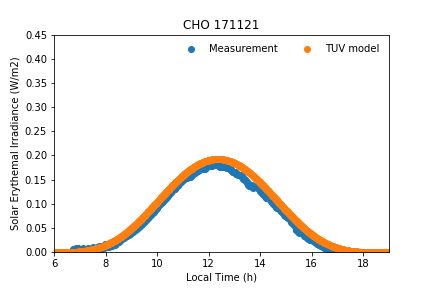 CHO 171121
Measurement
TUV model
Solar Erythemal Irradiance (W/m2)
0.45
0.40
0.35
0.30
0.25
0.20
0.15
0.10
0.05
0.00
6 8 10 12 14 16 18
Local Time (h)